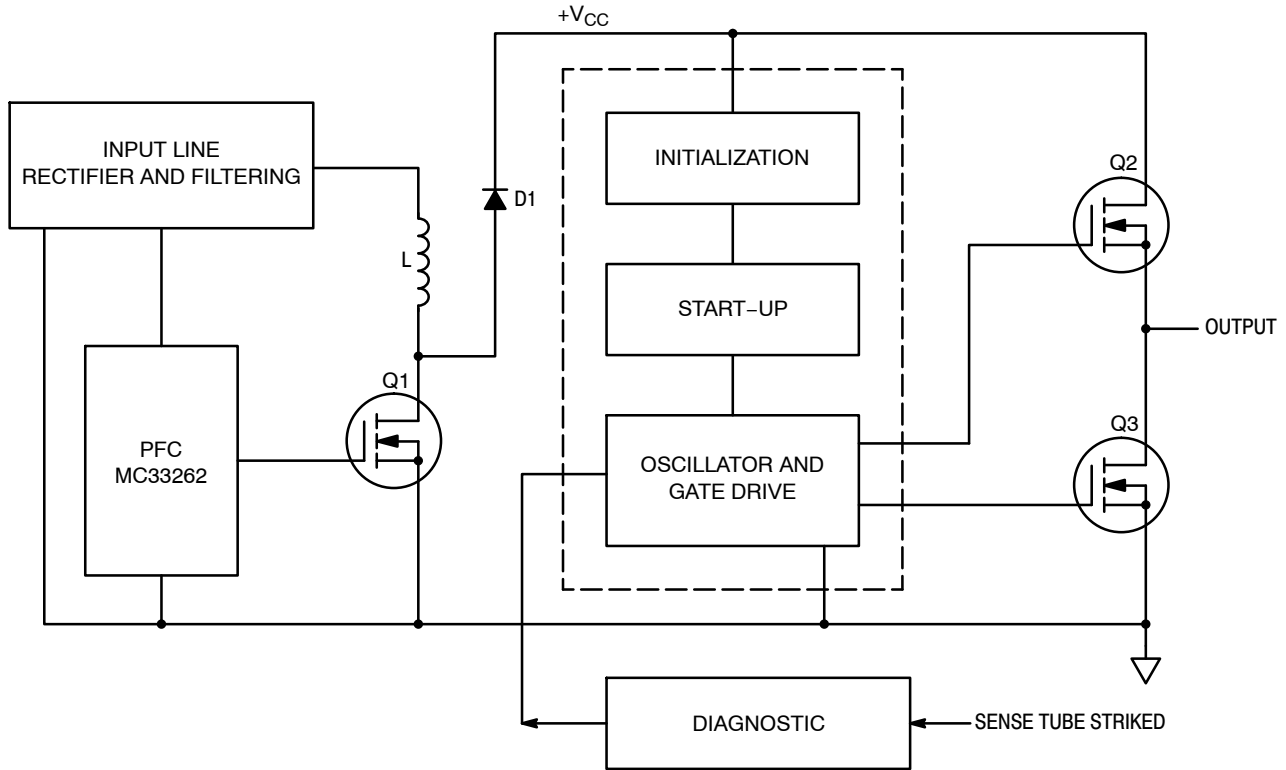 +VCC
INPUT LINE
RECTIFIER AND FILTERING
INITIALIZATION
Q2
D1
L
START–UP
OUTPUT
Q1
Q3
PFC
MC33262
OSCILLATOR AND
GATE DRIVE
DIAGNOSTIC
SENSE TUBE STRIKED